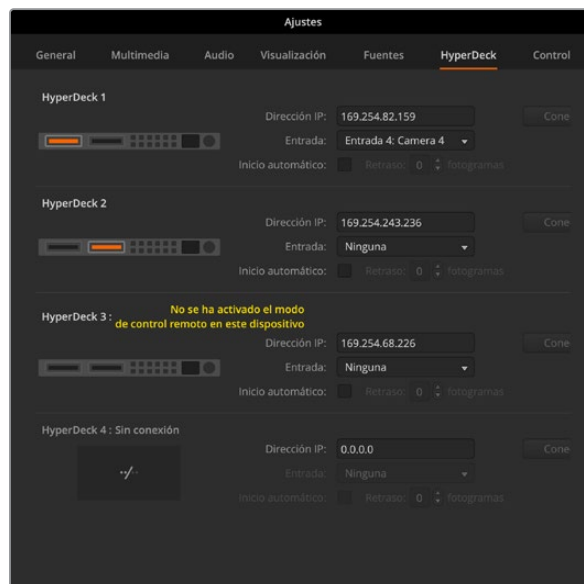 Ajustes
General Multimedia Audio Visualización Fuentes HyperDeck Control
HyperDeck 1
Dirección IP: 169.254.82.159 Cone
Entrada: Entrada 4: Camera 4
Inicio automático: Retraso: 0 fotogramas
HyperDeck 2
Dirección IP: 169.254.243.236 Cone
Entrada: Ninguna
Inicio automático: Retraso: 0 fotogramas
HyperDeck 3 : No se ha activado el modo
de control remoto en este dispositivo
Dirección IP: 169.254.68.226 Cone
Entrada: Ninguna
Inicio automático: Retraso: 0 fotogramas
HyperDeck 4 : Sin conexión
Dirección IP: 0.0.0.0 Cone
--/-- Entrada: Ninguna
Inicio automático: Retraso: 0 fotogramas